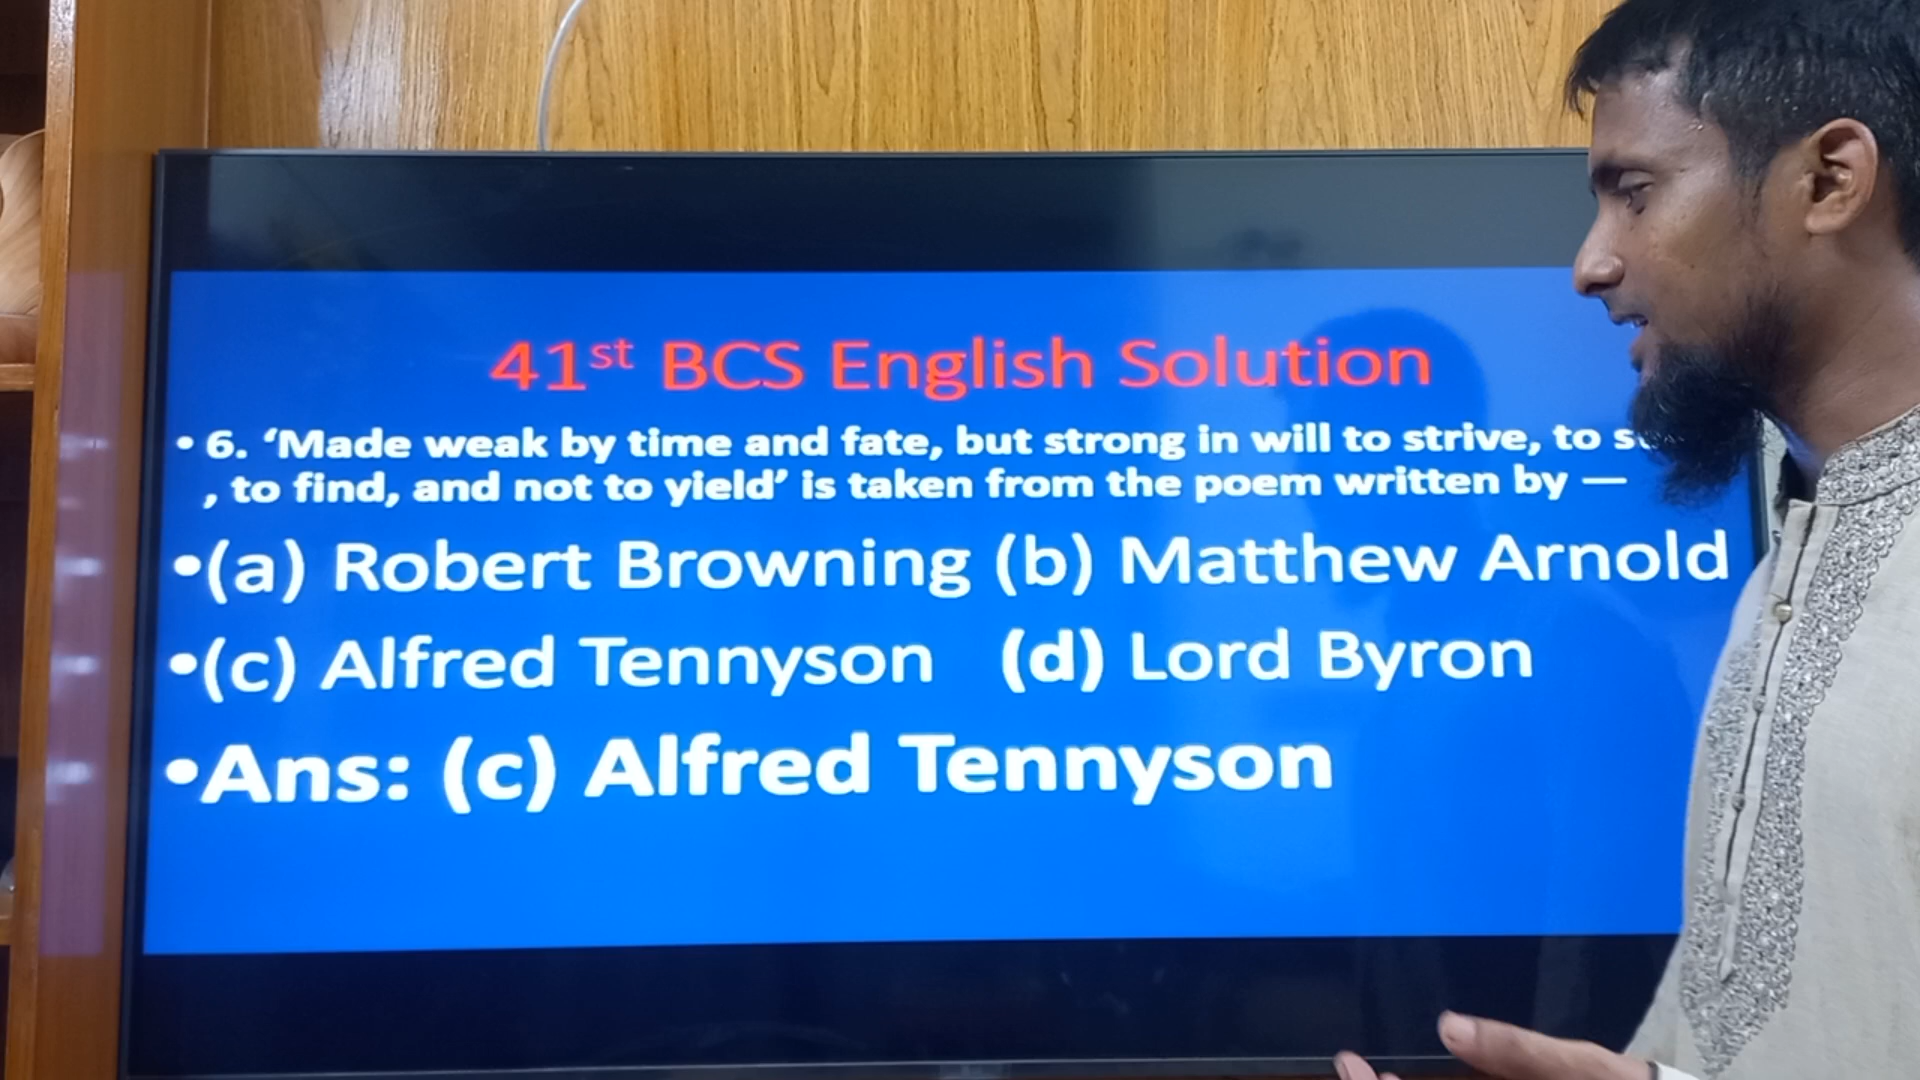 41st BCS English Solution
• 6. ‘Made weak by time and fate, but strong in will to strive, to
, to find, and not to yield’ is taken from the poem written by —
•(a) Robert Browning (b) Matthew Arnold
•(c) Alfred Tennyson (d) Lord Byron
•Ans: (c) Alfred Tennyson